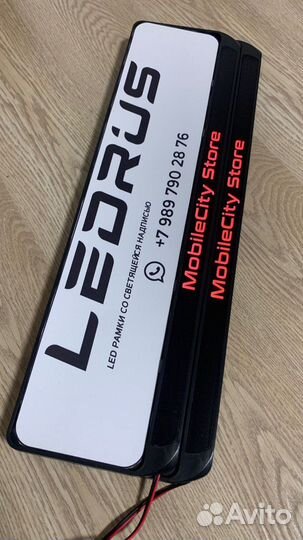 LEDRUS
LED РАМКИ СО СВЕТЯЩЕЙСЯ НАДПИСЬЮ
+7 989 790 28 76
MobileCity Store
MobileCity Store
Avito